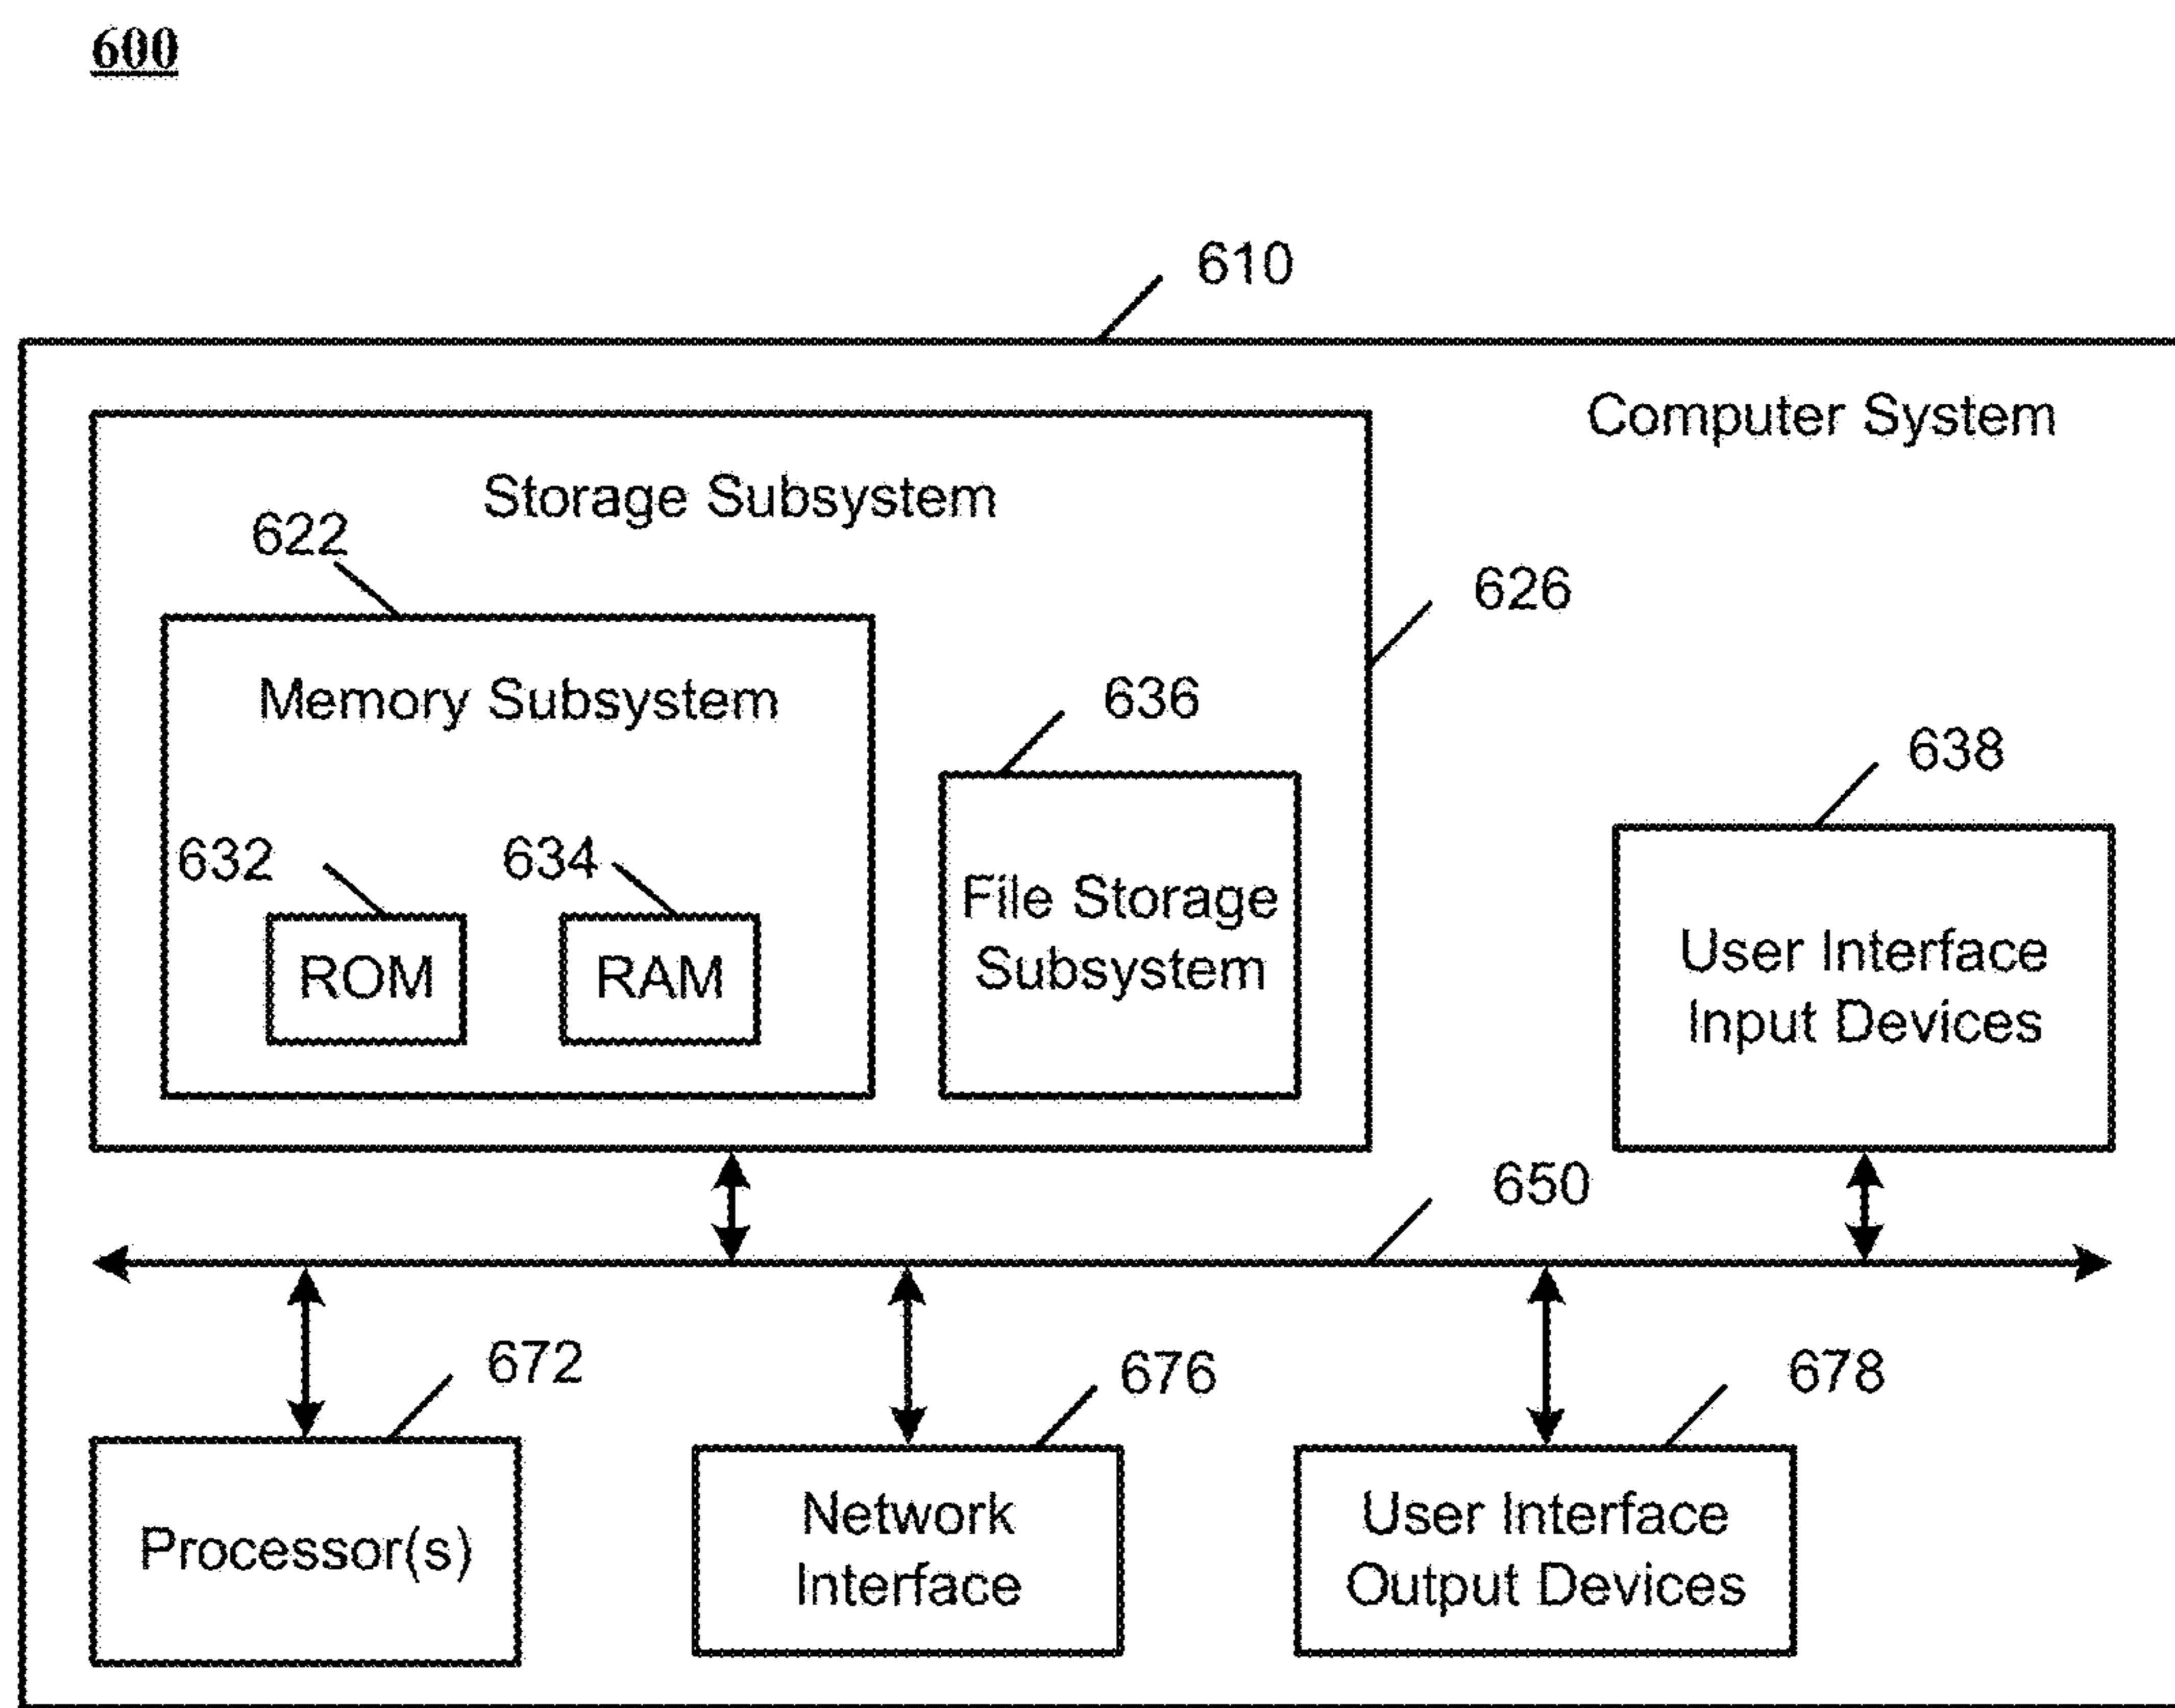 600
610
Computer System
Storage Subsystem
622
626
Memory Subsystem
636
638
632
634
File Storage
Subsystem
ROM
RAM
User Interface
Input Devices
650
672
676
678
Processor(s)
Network
Interface
User Interface
Output Devices